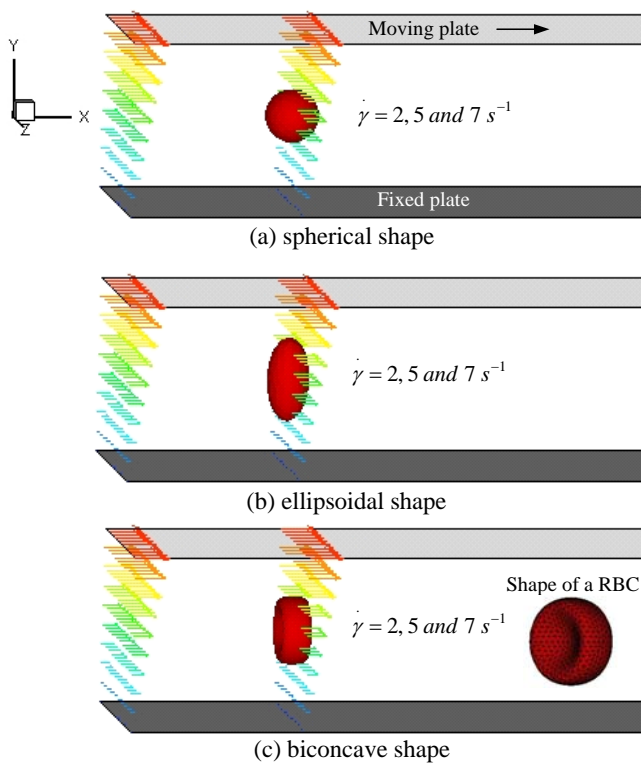 Moving plate
Y
X
Z
γ̇ = 2, 5 and 7 s⁻¹
Fixed plate
(a) spherical shape
γ̇ = 2, 5 and 7 s⁻¹
(b) ellipsoidal shape
Shape of a RBC
γ̇ = 2, 5 and 7 s⁻¹
(c) biconcave shape